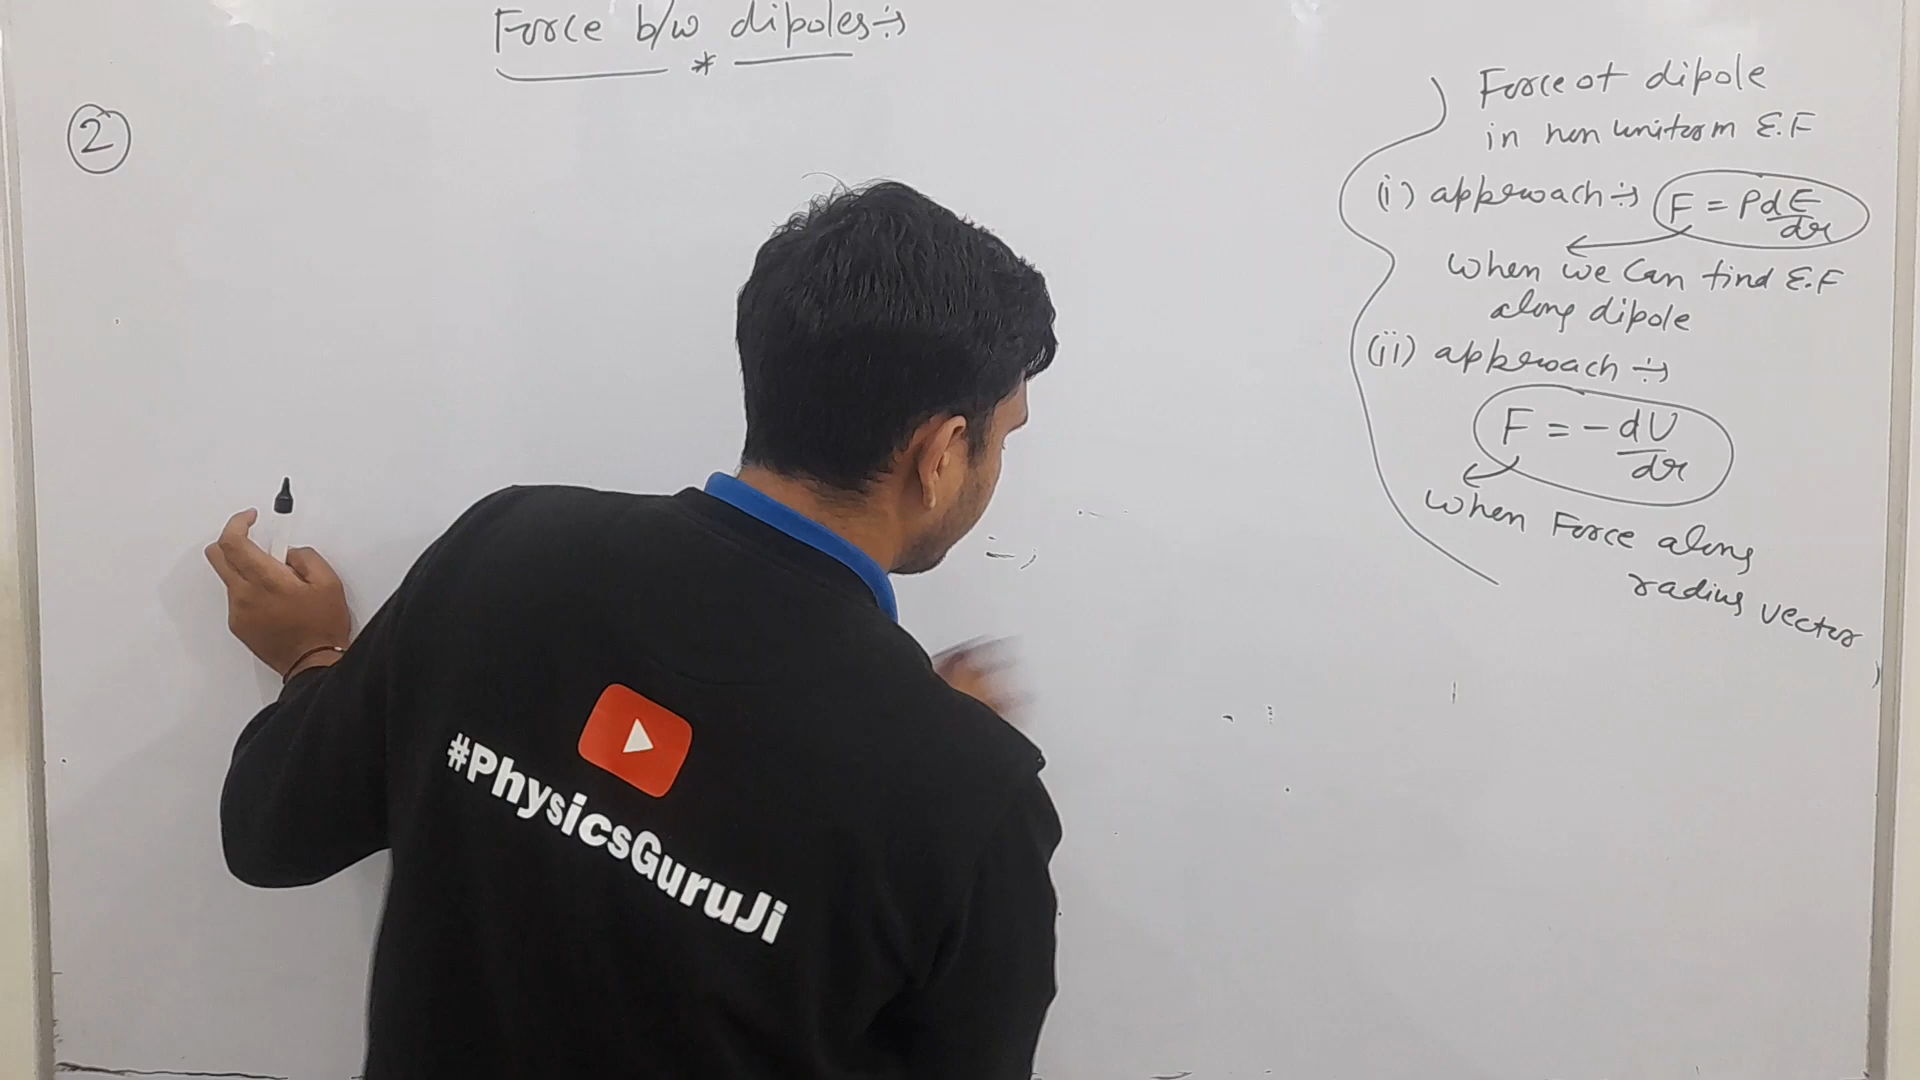 Force b/w dipoles :→
*
②
Force of dipole
in non uniform E.F
(i) approach :→ F = P dE/dr
when we can find E.F
along dipole
(ii) approach :→
F = - dU/dr
when Force along
radius vector
#PhysicsGuruJi